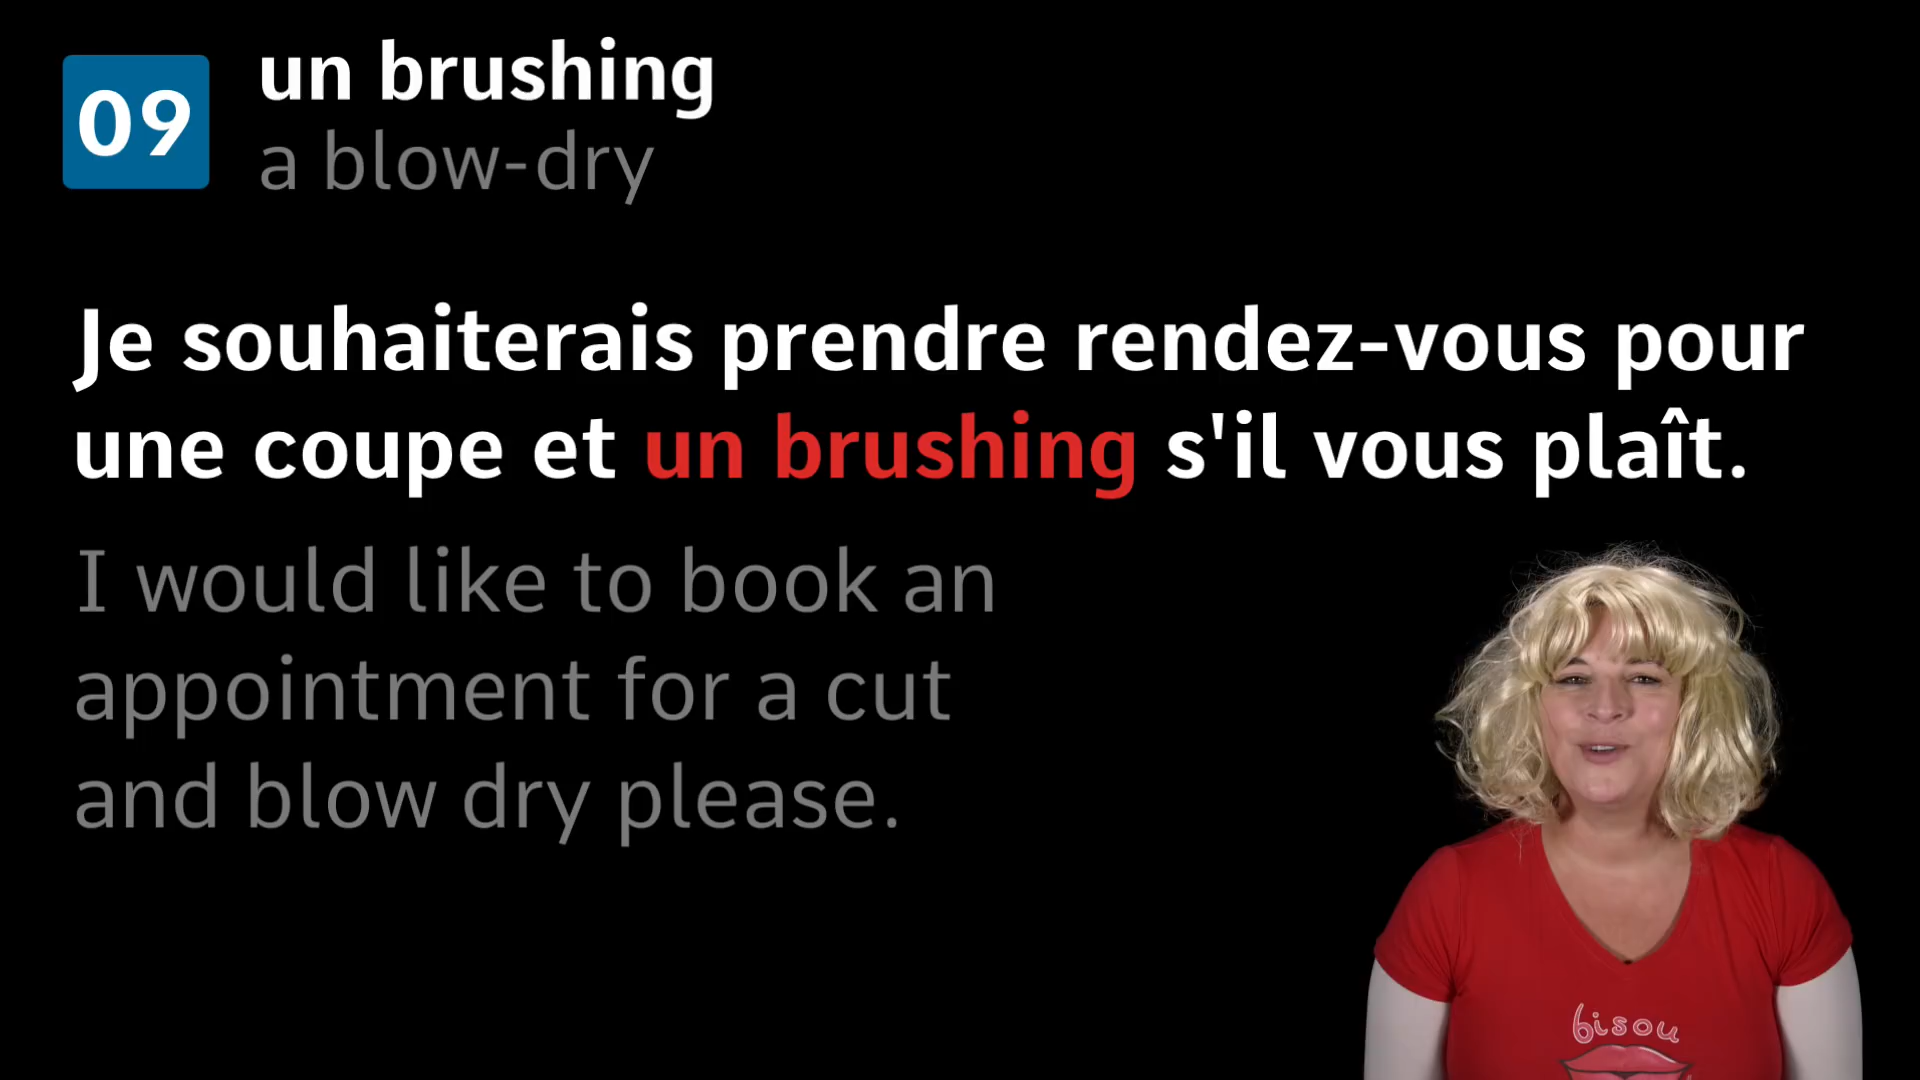 09
un brushing
a blow-dry
Je souhaiterais prendre rendez-vous pour
une coupe et un brushing s'il vous plaît.
I would like to book an
appointment for a cut
and blow dry please.
bisou